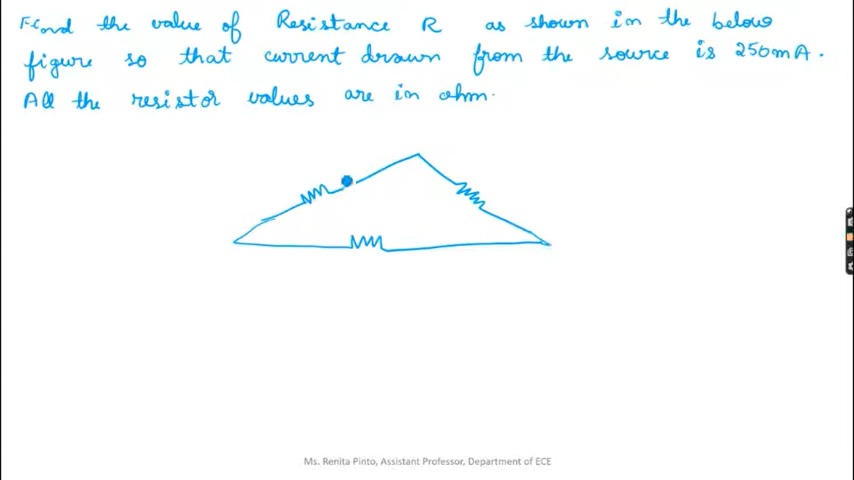 Find the value of Resistance R as shown in the below
figure so that current drawn from the source is 250mA.
All the resistor values are in ohm.
Ms. Renita Pinto, Assistant Professor, Department of ECE